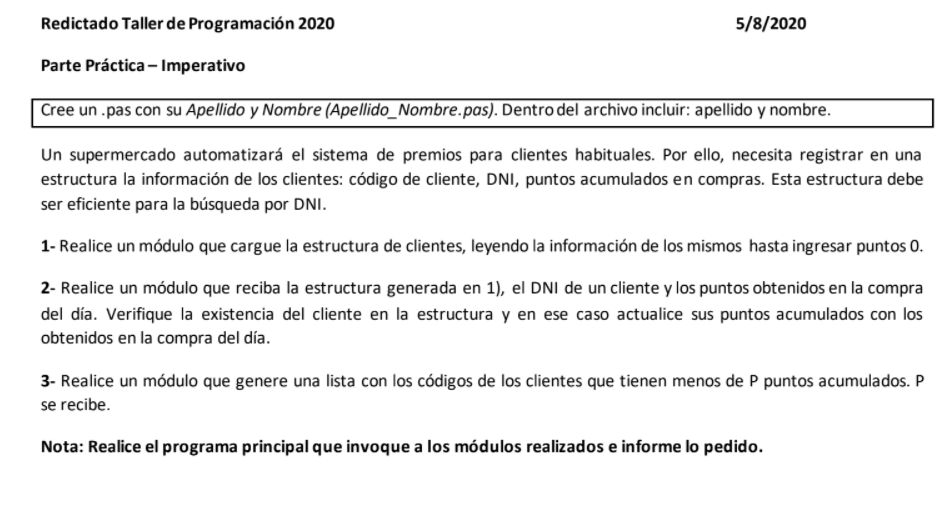 Redictado Taller de Programación 2020 5/8/2020
Parte Práctica – Imperativo
Cree un .pas con su Apellido y Nombre (Apellido_Nombre.pas). Dentro del archivo incluir: apellido y nombre.
Un supermercado automatizará el sistema de premios para clientes habituales. Por ello, necesita registrar en una
estructura la información de los clientes: código de cliente, DNI, puntos acumulados en compras. Esta estructura debe
ser eficiente para la búsqueda por DNI.
1- Realice un módulo que cargue la estructura de clientes, leyendo la información de los mismos hasta ingresar puntos 0.
2- Realice un módulo que reciba la estructura generada en 1), el DNI de un cliente y los puntos obtenidos en la compra
del día. Verifique la existencia del cliente en la estructura y en ese caso actualice sus puntos acumulados con los
obtenidos en la compra del día.
3- Realice un módulo que genere una lista con los códigos de los clientes que tienen menos de P puntos acumulados. P
se recibe.
Nota: Realice el programa principal que invoque a los módulos realizados e informe lo pedido.